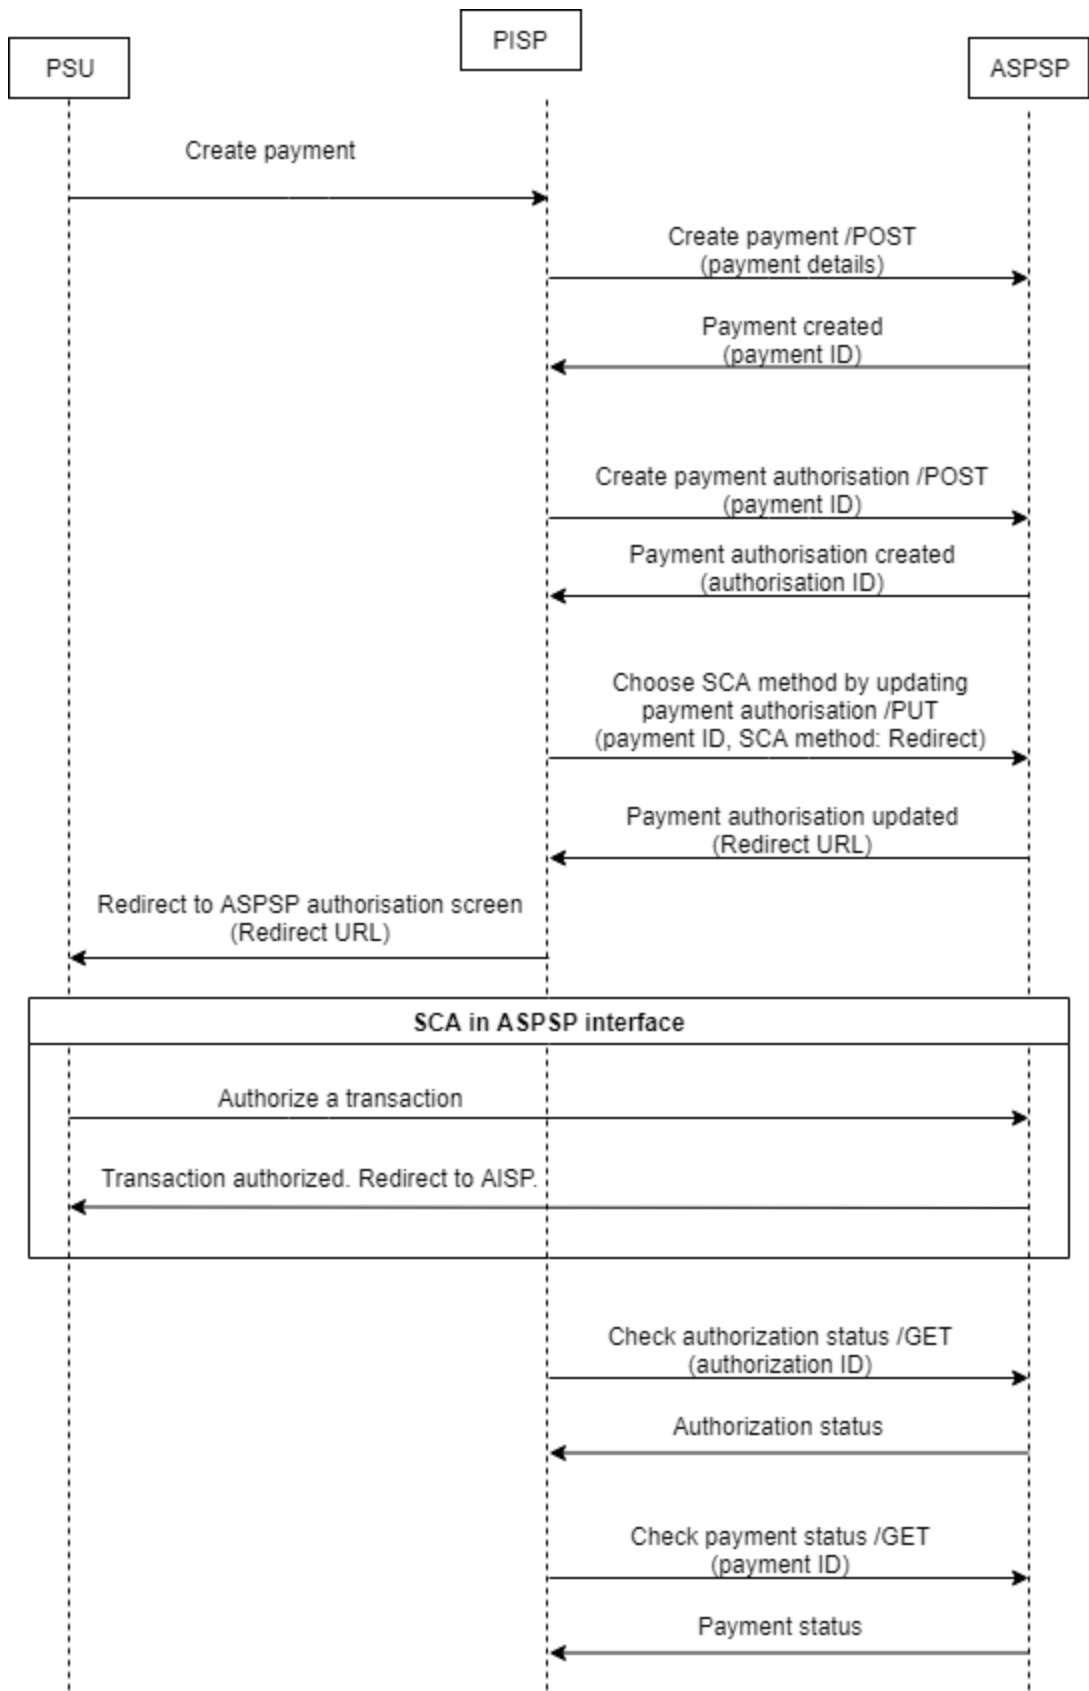 PSU
PISP
ASPSP
Create payment
Create payment /POST
(payment details)
Payment created
(payment ID)
Create payment authorisation /POST
(payment ID)
Payment authorisation created
(authorisation ID)
Choose SCA method by updating
payment authorisation /PUT
(payment ID, SCA method: Redirect)
Payment authorisation updated
(Redirect URL)
Redirect to ASPSP authorisation screen
(Redirect URL)
SCA in ASPSP interface
Authorize a transaction
Transaction authorized. Redirect to AISP.
Check authorization status /GET
(authorization ID)
Authorization status
Check payment status /GET
(payment ID)
Payment status